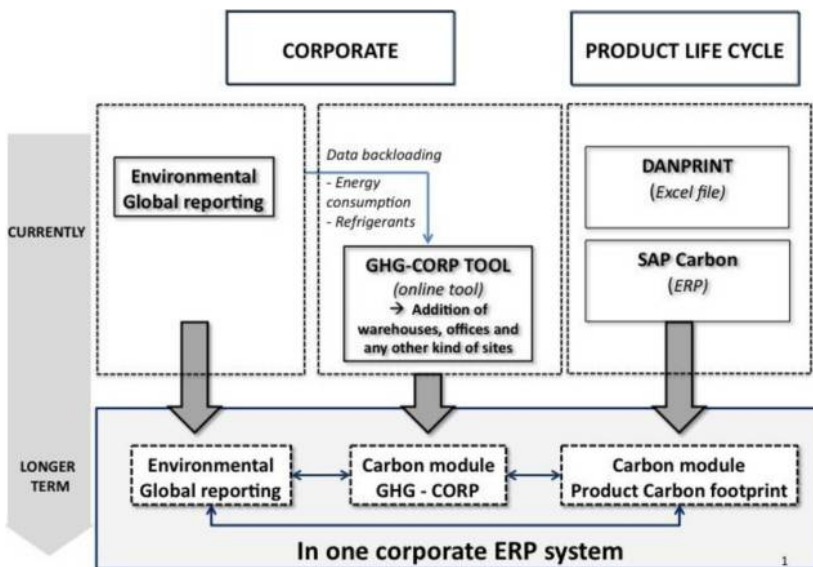 CORPORATE
PRODUCT LIFE CYCLE
CURRENTLY
Environmental
Global reporting
Data backloading
- Energy
consumption
- Refrigerants
GHG-CORP TOOL
(online tool)
→ Addition of
warehouses, offices and
any other kind of sites
DANPRINT
(Excel file)
SAP Carbon
(ERP)
LONGER
TERM
Environmental
Global reporting
Carbon module
GHG - CORP
Carbon module
Product Carbon footprint
In one corporate ERP system
1